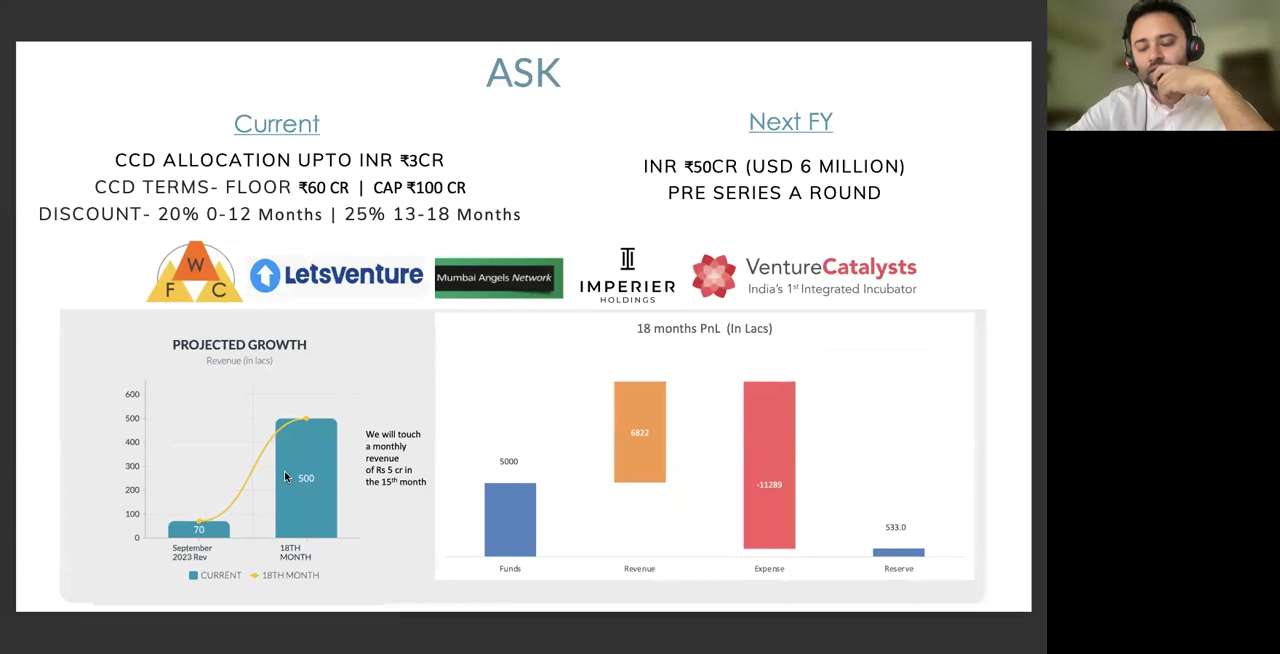 ASK
Current
CCD ALLOCATION UPTO INR ₹3CR
CCD TERMS- FLOOR ₹60 CR | CAP ₹100 CR
DISCOUNT- 20% 0-12 Months | 25% 13-18 Months
Next FY
INR ₹50CR (USD 6 MILLION)
PRE SERIES A ROUND
W
F C
LetsVenture
Mumbai Angels Network
IMPERIER
HOLDINGS
VentureCatalysts
India's 1st Integrated Incubator
PROJECTED GROWTH
Revenue (in lacs)
600
500
400
300
200
100
0
70
500
September
2023 Rev
18TH
MONTH
CURRENT 18TH MONTH
We will touch
a monthly
revenue
of Rs 5 cr in
the 15th month
18 months PnL (In Lacs)
5000
6822
-11289
533.0
Funds Revenue Expense Reserve